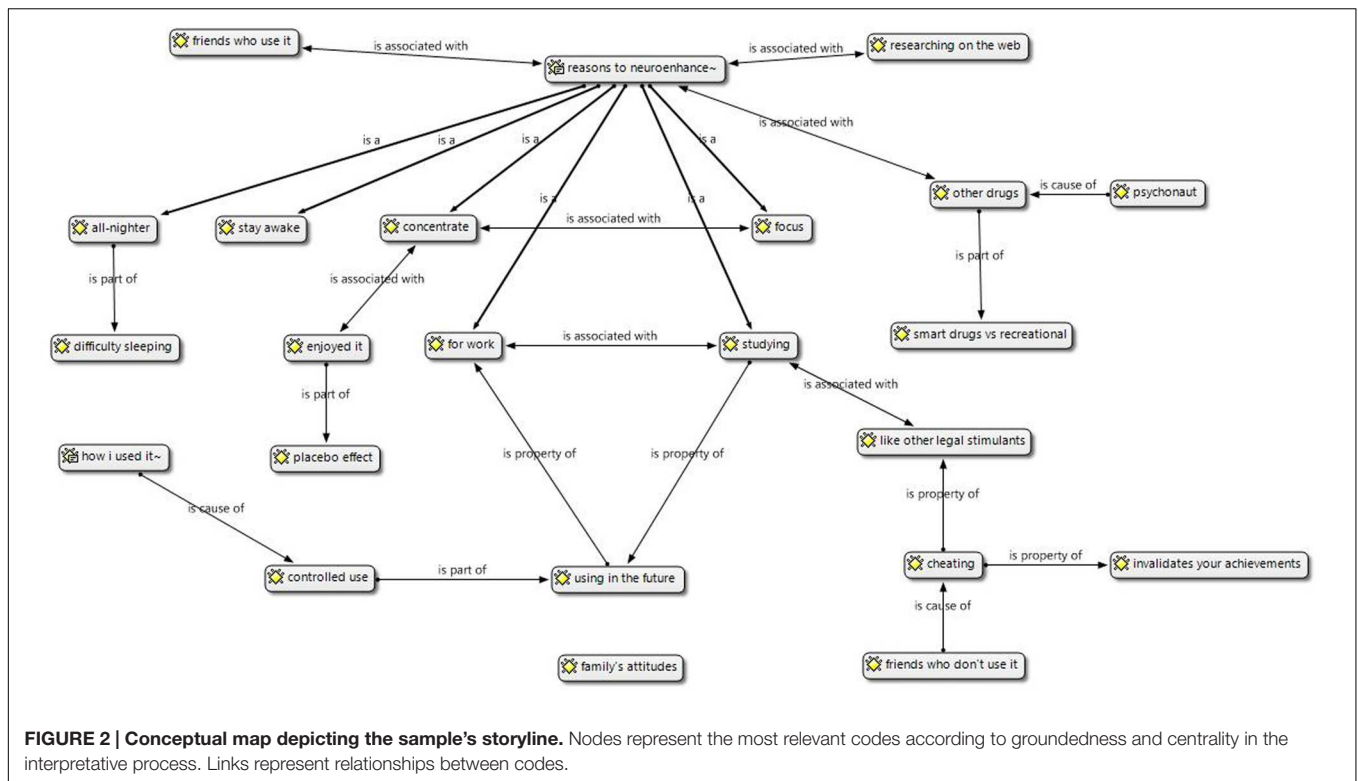 friends who use it
is associated with
is associated with
researching on the web
reasons to neuroenhance~
is associated with
is a
is a
is a
is a
is a
is a
other drugs
is cause of
psychonaut
all-nighter
stay awake
concentrate
is associated with
focus
is part of
is associated with
is part of
difficulty sleeping
enjoyed it
for work
is associated with
studying
smart drugs vs recreational
is part of
is associated with
how i used it~
placebo effect
is property of
is property of
like other legal stimulants
is cause of
is property of
controlled use
is part of
using in the future
cheating
is property of
invalidates your achievements
is cause of
family's attitudes
friends who don't use it
FIGURE 2 | Conceptual map depicting the sample's storyline. Nodes represent the most relevant codes according to groundedness and centrality in the
interpretative process. Links represent relationships between codes.